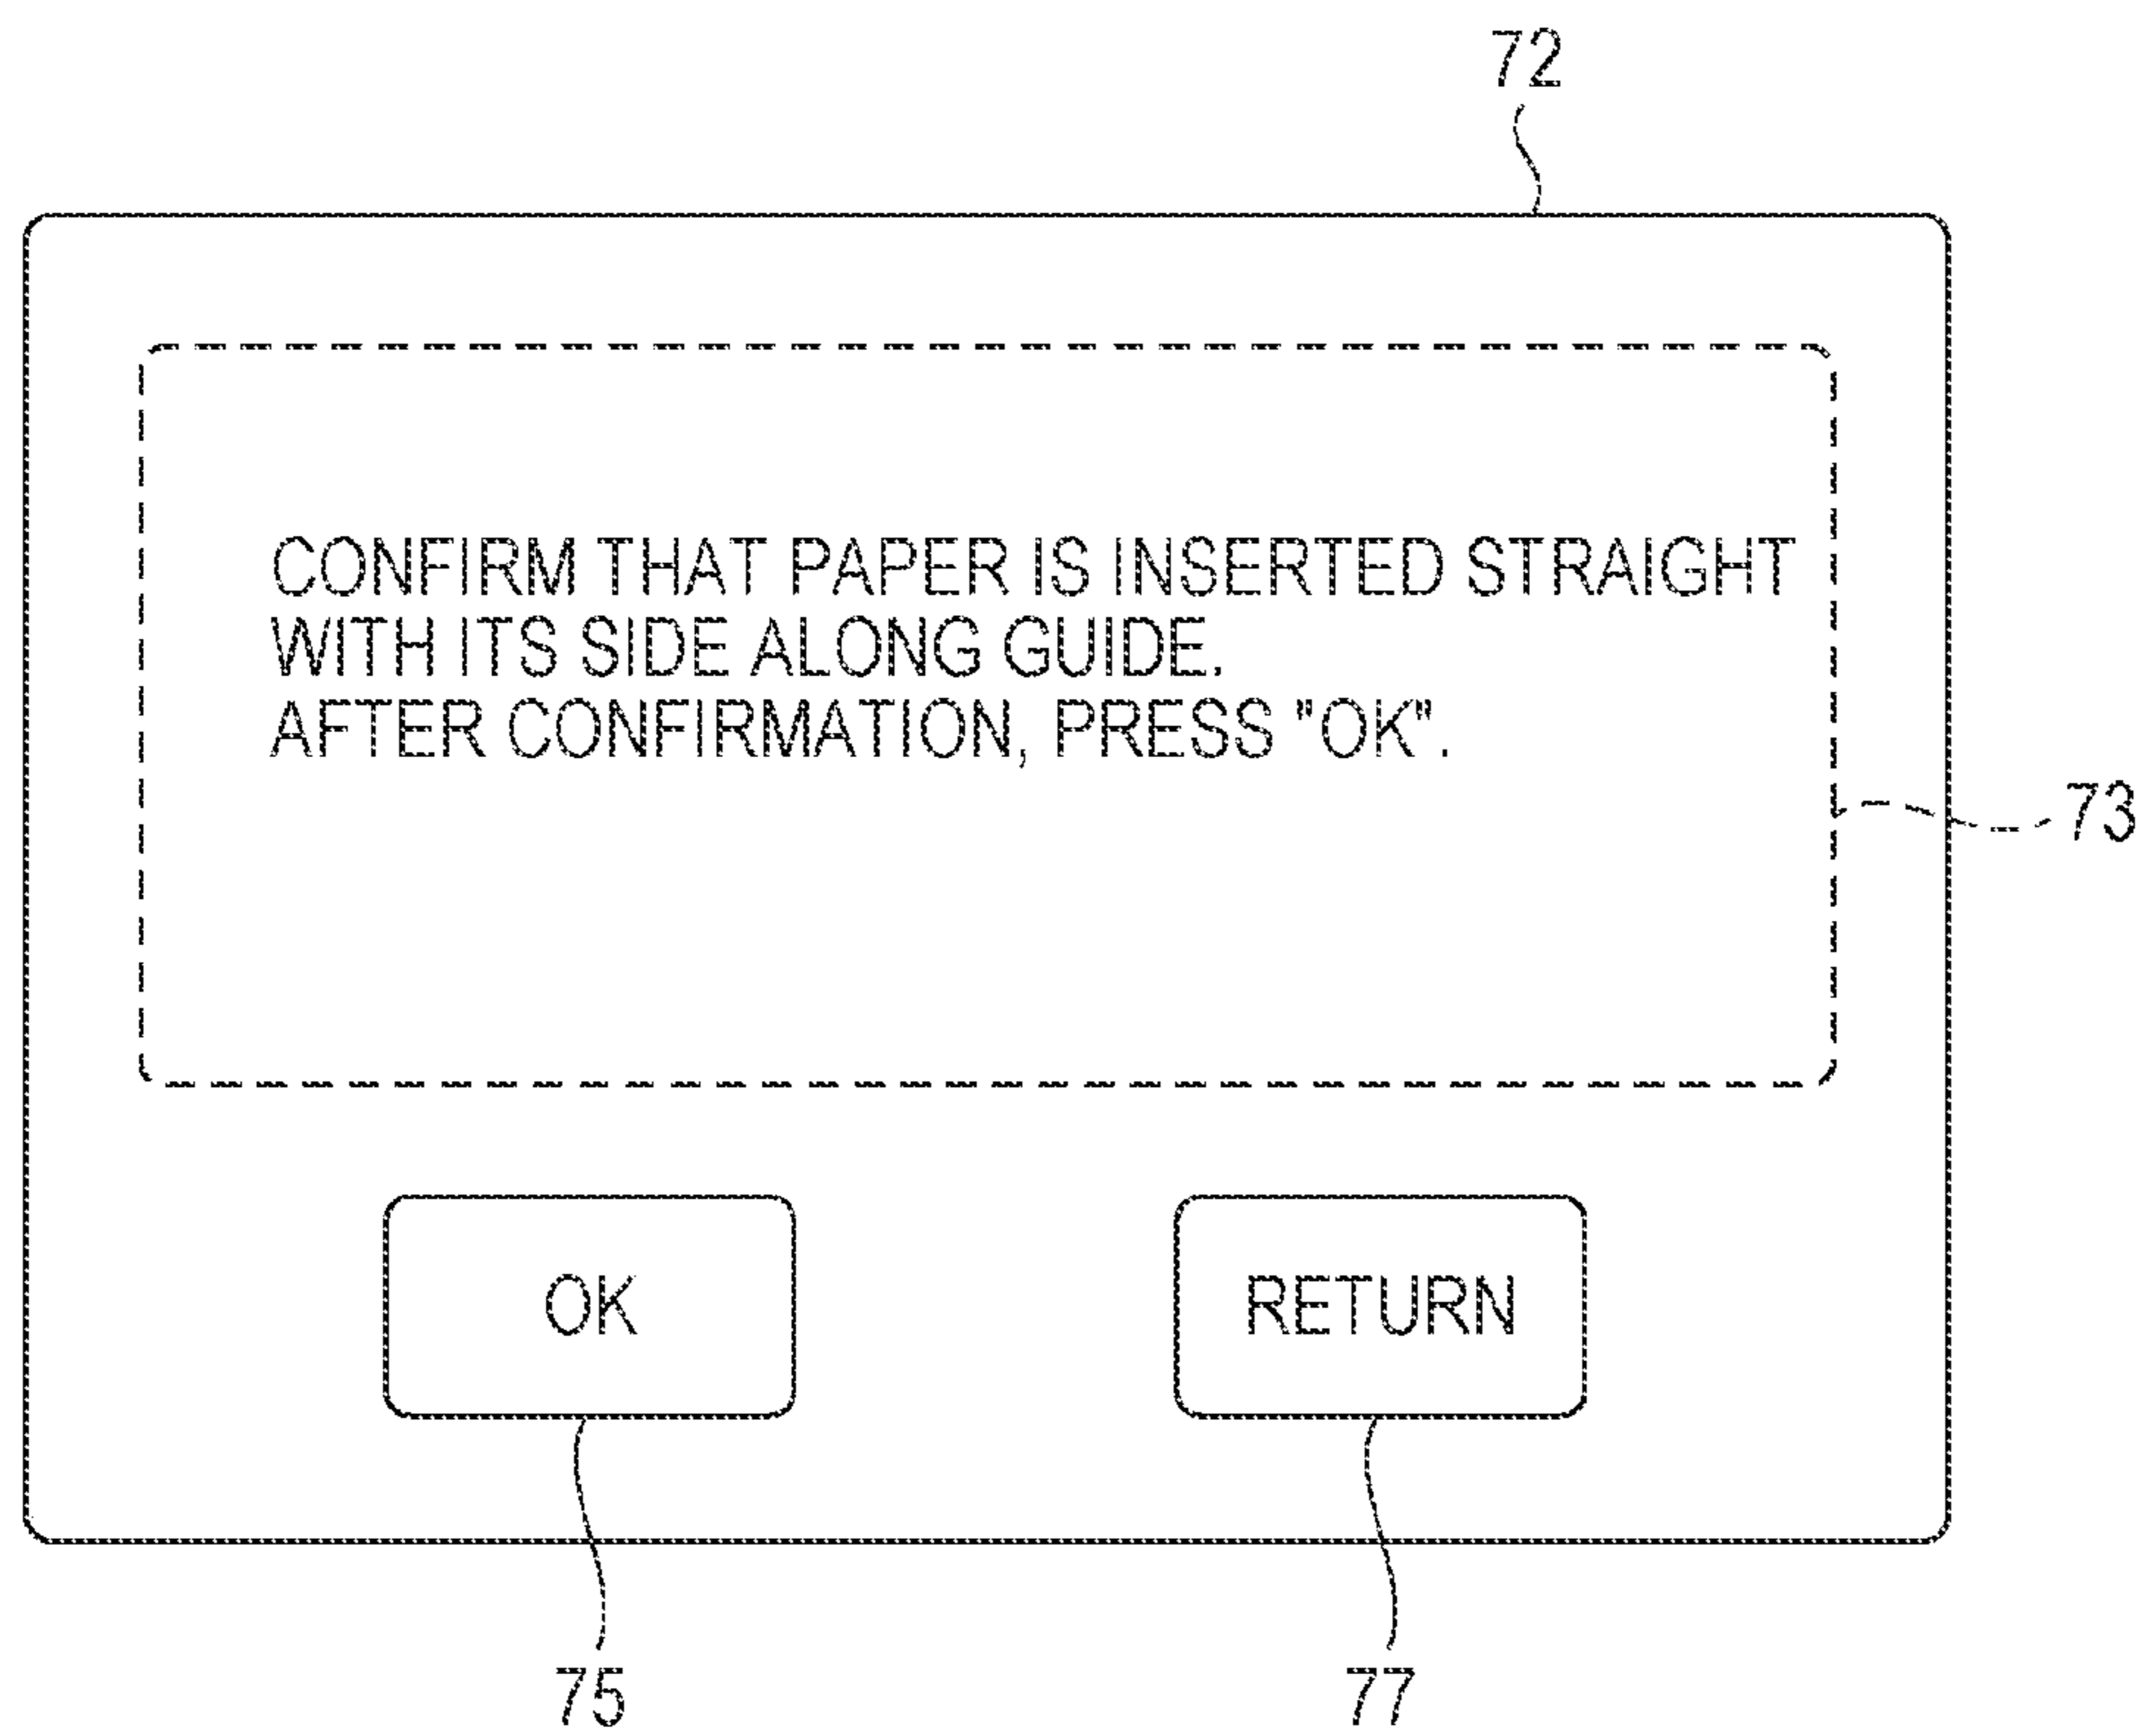 72
CONFIRM THAT PAPER IS INSERTED STRAIGHT
WITH ITS SIDE ALONG GUIDE.
AFTER CONFIRMATION, PRESS "OK".
73
OK
RETURN
75
77